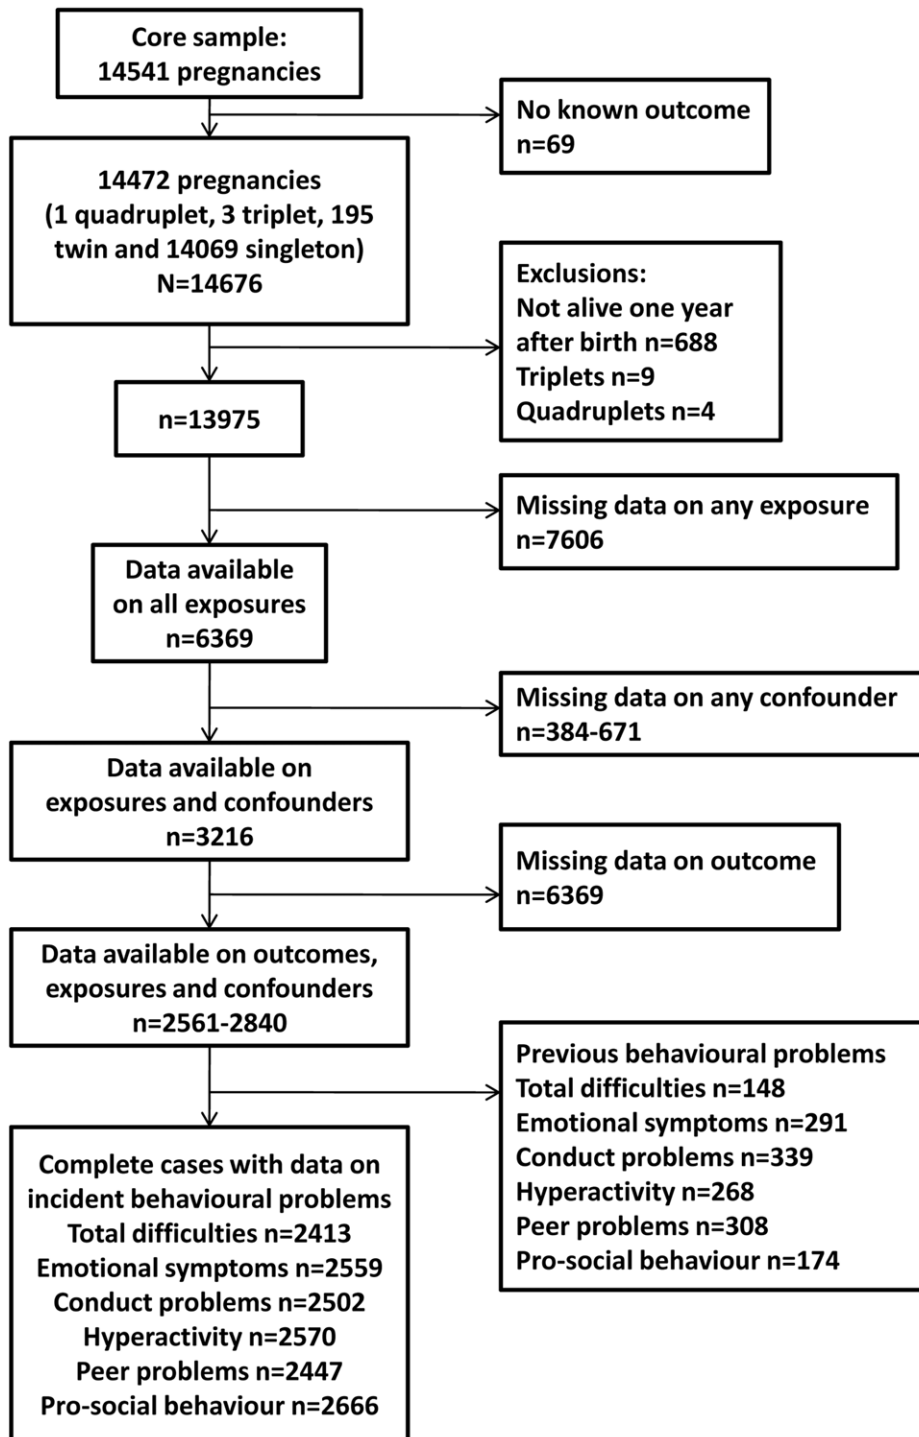 Core sample:
14541 pregnancies
No known outcome
n=69
14472 pregnancies
(1 quadruplet, 3 triplet, 195
twin and 14069 singleton)
N=14676
Exclusions:
Not alive one year
after birth n=688
Triplets n=9
Quadruplets n=4
n=13975
Missing data on any exposure
n=7606
Data available
on all exposures
n=6369
Missing data on any confounder
n=384-671
Data available on
exposures and confounders
n=3216
Missing data on outcome
n=6369
Data available on outcomes,
exposures and confounders
n=2561-2840
Previous behavioural problems
Total difficulties n=148
Emotional symptoms n=291
Conduct problems n=339
Hyperactivity n=268
Peer problems n=308
Pro-social behaviour n=174
Complete cases with data on
incident behavioural problems
Total difficulties n=2413
Emotional symptoms n=2559
Conduct problems n=2502
Hyperactivity n=2570
Peer problems n=2447
Pro-social behaviour n=2666